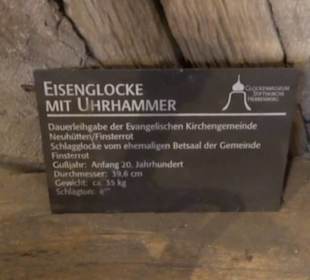 EISENGLOCKE
MIT UHRHAMMER
GLOCKENMUSEUM
STIFTSKIRCHE
HERRENBERG
Dauerleihgabe der Evangelischen Kirchengemeinde
Neuhütten/Finsterrot
Schlagglocke vom ehemaligen Betsaal der Gemeinde
Finsterrot
Gußjahr: Anfang 20. Jahrhundert
Durchmesser: 39,6 cm
Gewicht: ca. 35 kg
Schlagton: